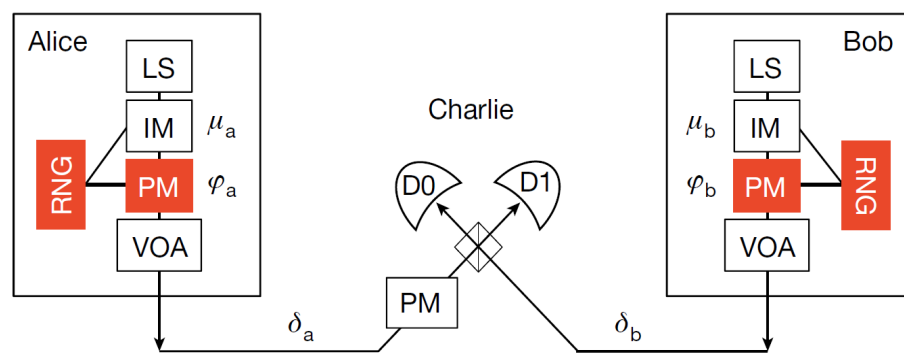 Alice
LS
IM
μa
RNG
PM
φa
VOA
δa
Charlie
D0
D1
PM
δb
Bob
LS
μb
IM
φb
PM
RNG
VOA